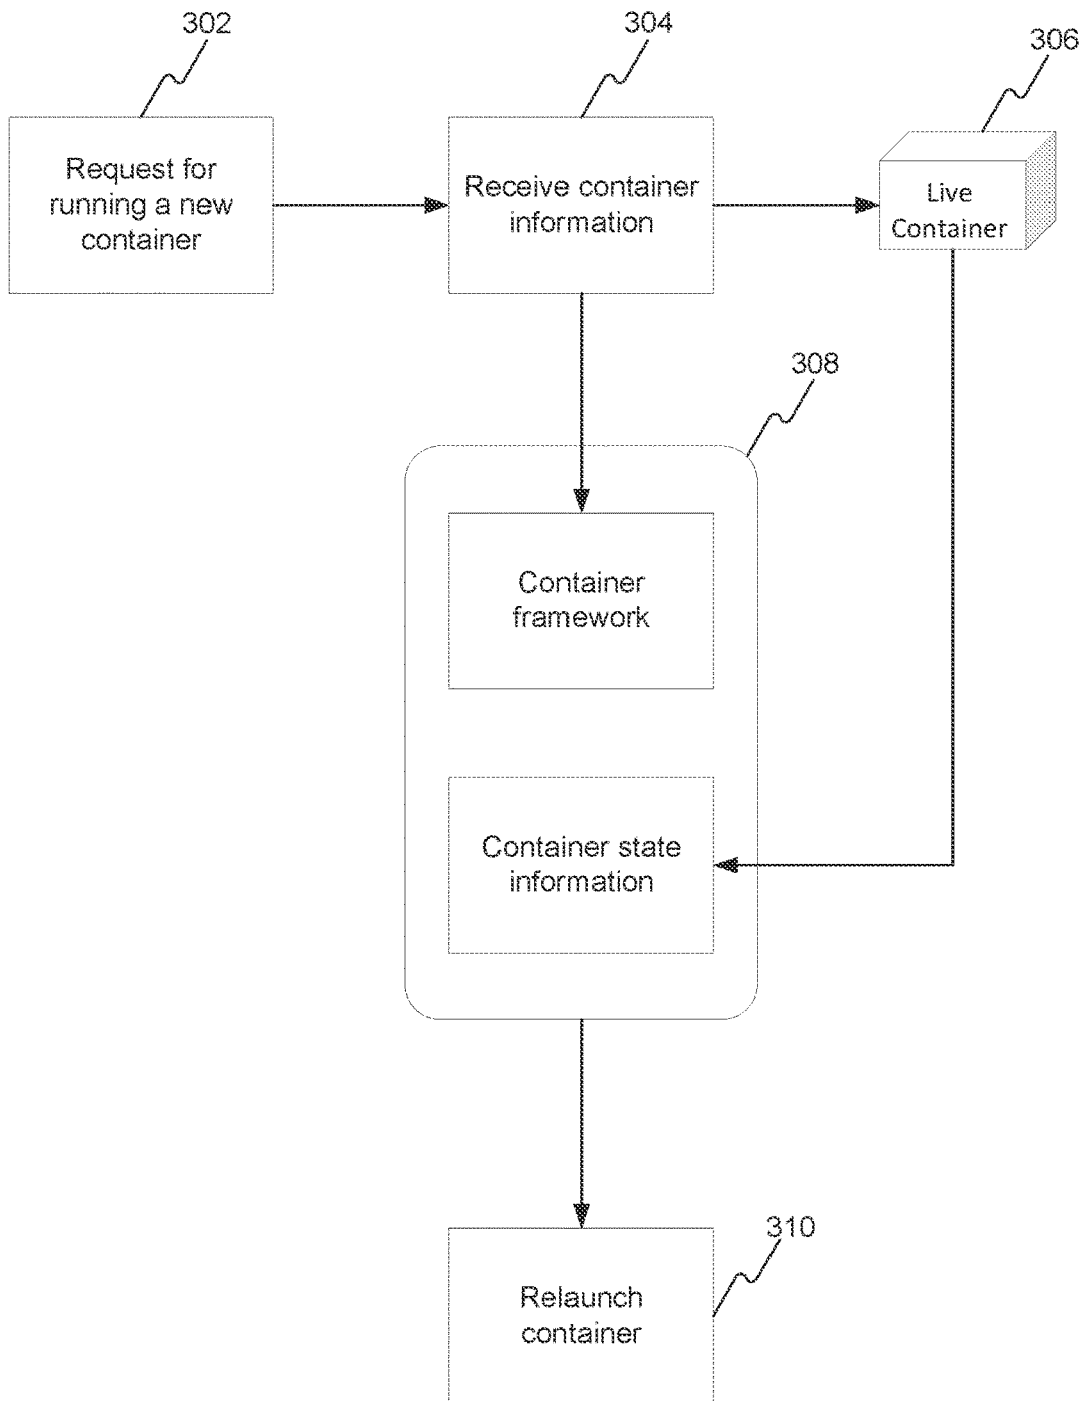 302
304
306
Request for
running a new
container
Receive container
information
Live
Container
308
Container
framework
Container state
information
310
Relaunch
container